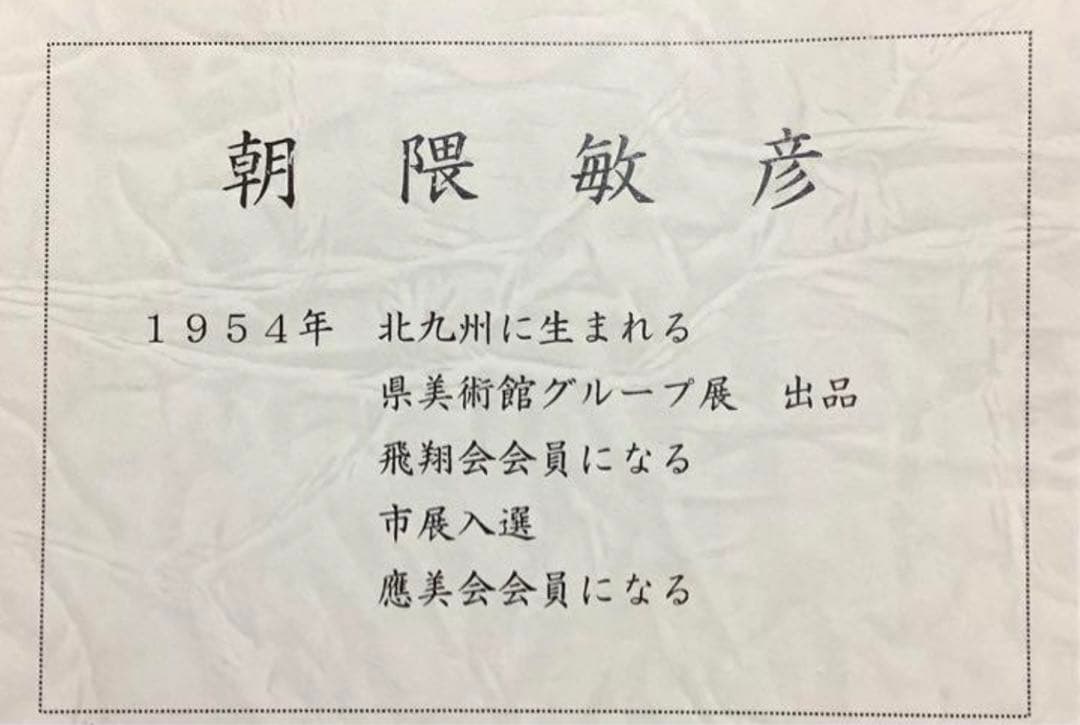 朝隈敏彦
１９５４年　北九州に生まれる
県美術館グループ展　出品
飛翔会会員になる
市展入選
應美会会員になる